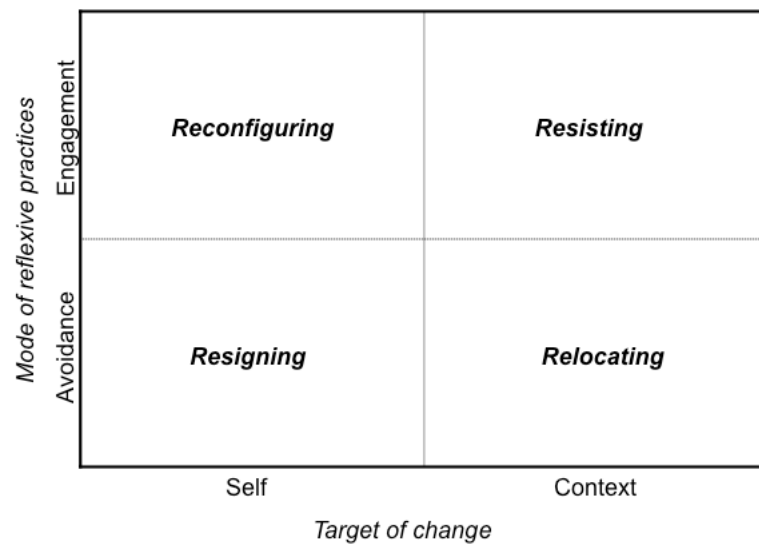 Mode of reflexive practices
Engagement
Avoidance
Reconfiguring
Resisting
Resigning
Relocating
Self
Context
Target of change